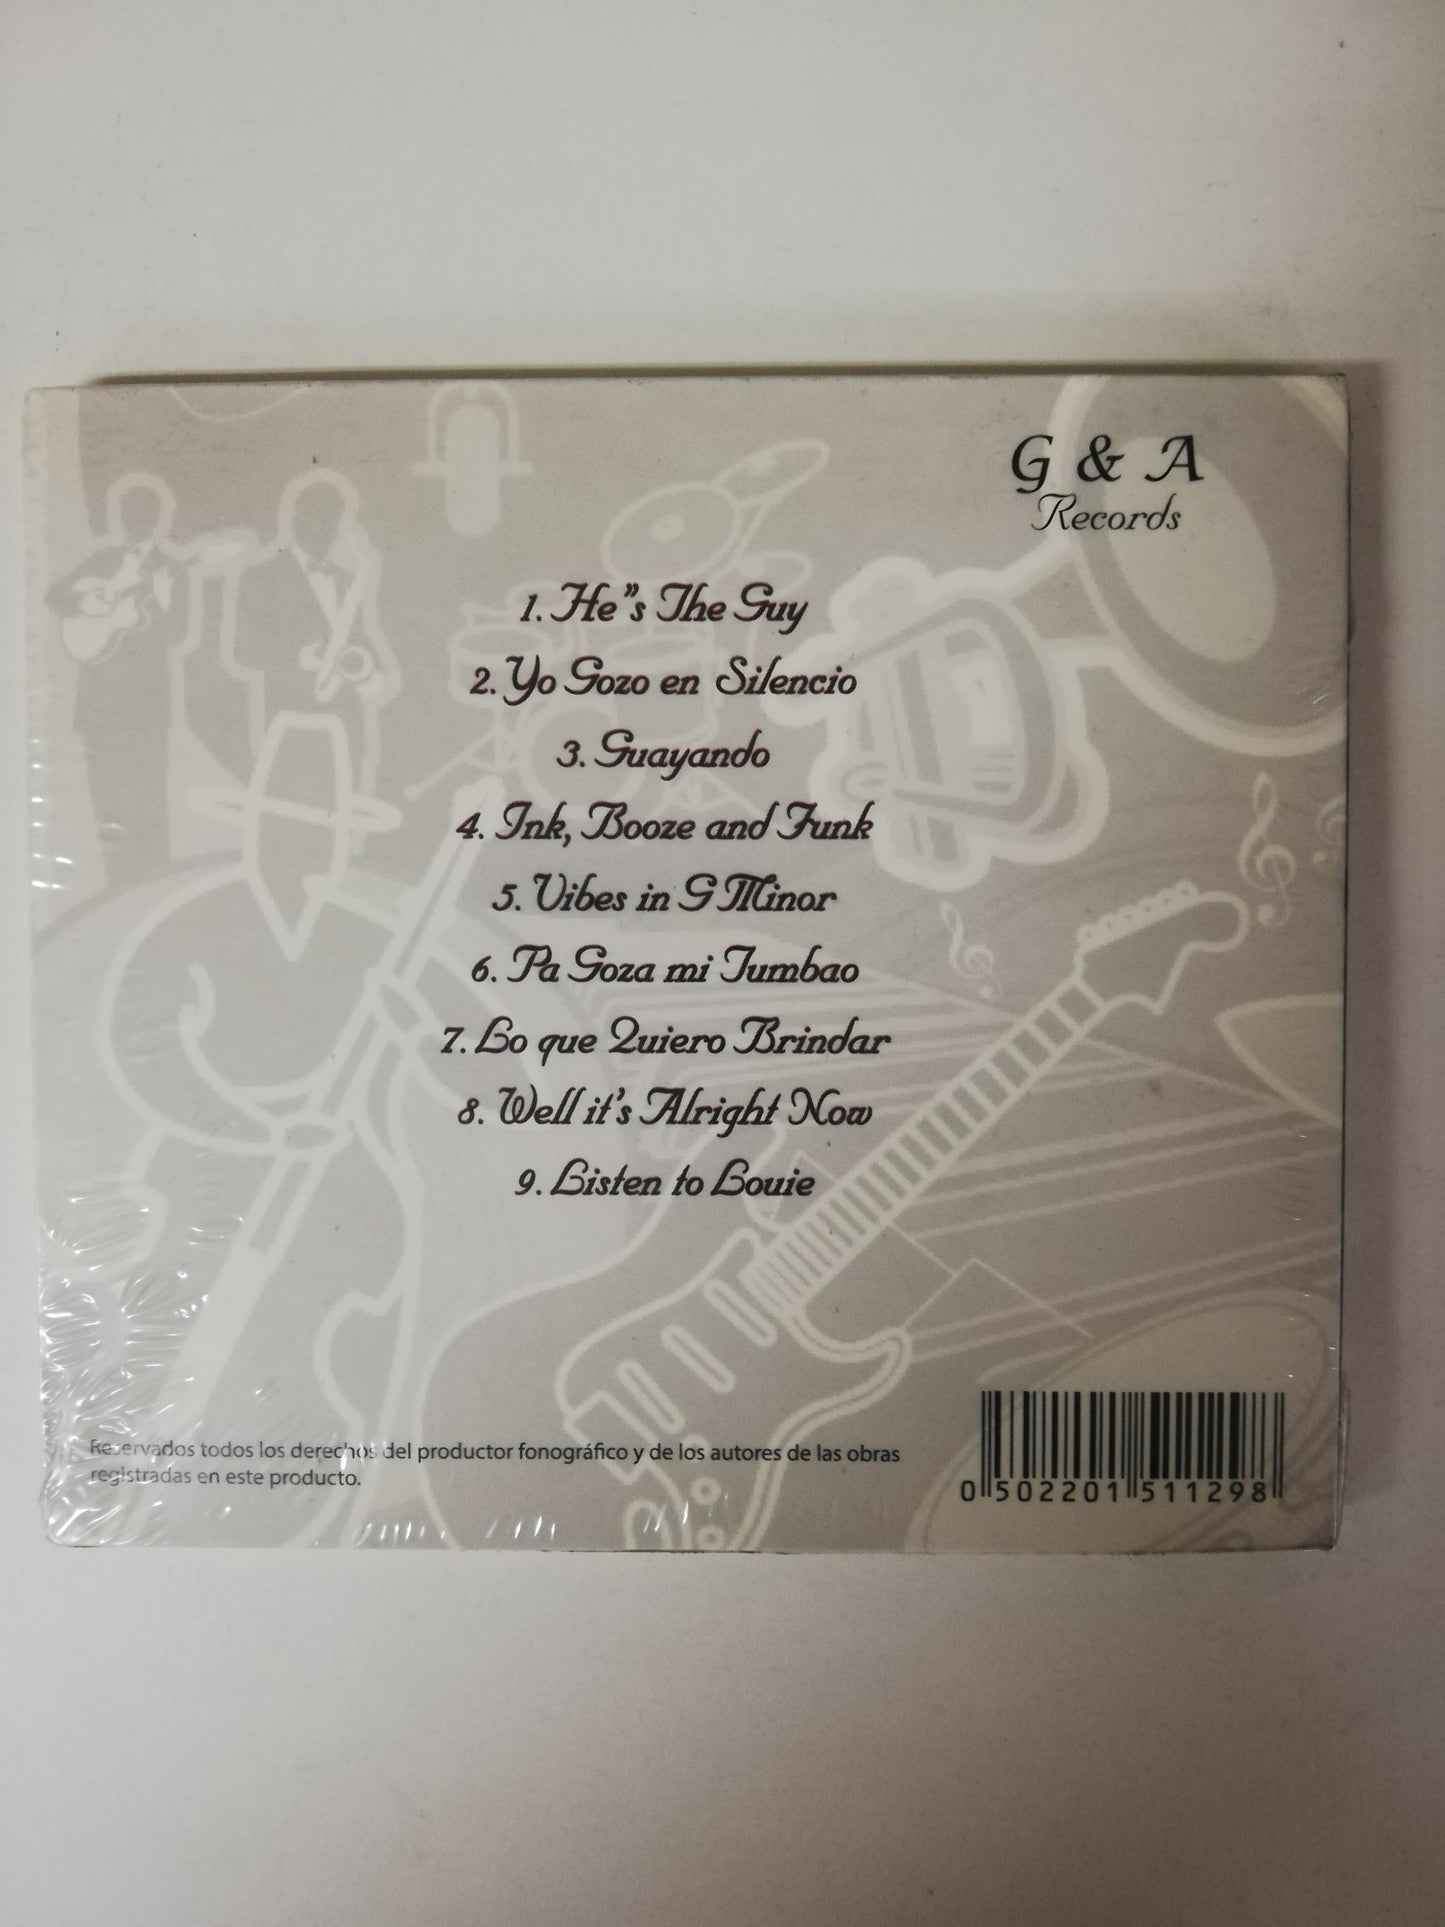 G & A
Records
1. He"s The Guy
2. Yo Gozo en Silencio
3. Guayando
4. Ink, Booze and Funk
5. Vibes in G Minor
6. Pa Goza mi Tumbao
7. Lo que Quiero Brindar
8. Well it's Alright Now
9. Listen to Louie
Reservados todos los derechos del productor fonográfico y de los autores de las obras
registradas en este producto.
0 502201 511298